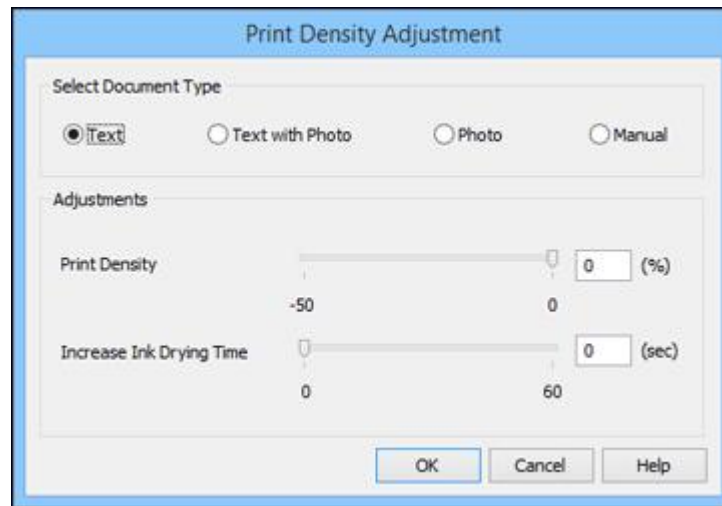 Print Density Adjustment
Select Document Type
Text Text with Photo Photo Manual
Adjustments
Print Density 0 (%)
-50 0
Increase Ink Drying Time 0 (sec)
0 60
OK Cancel Help